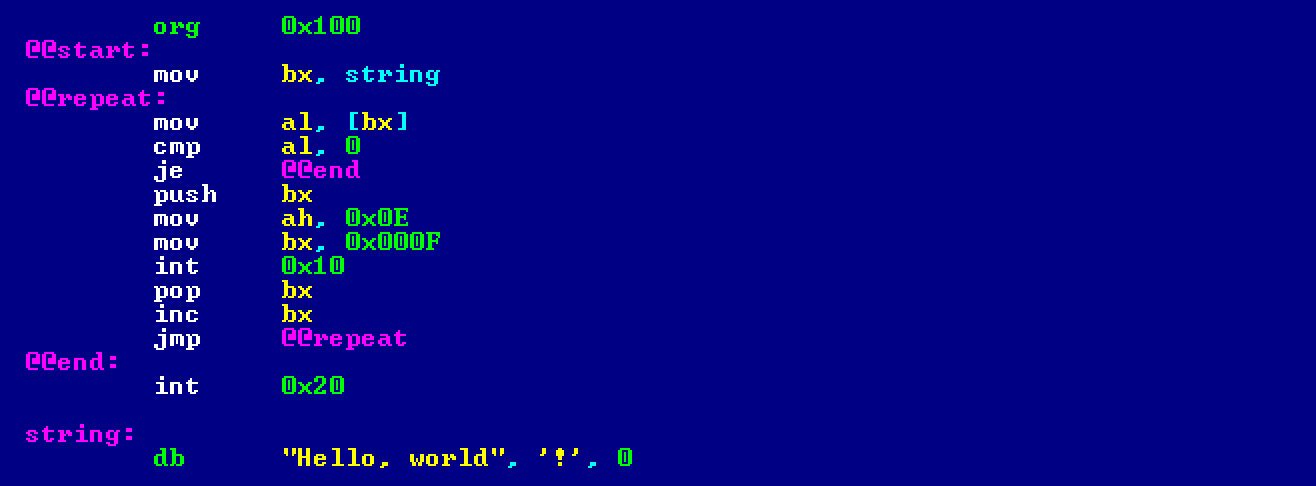 org 0x100
@@start:
mov bx, string
@@repeat:
mov al, [bx]
cmp al, 0
je @@end
push bx
mov ah, 0x0E
mov bx, 0x000F
int 0x10
pop bx
inc bx
jmp @@repeat
@@end:
int 0x20
string:
db "Hello, world", '!', 0